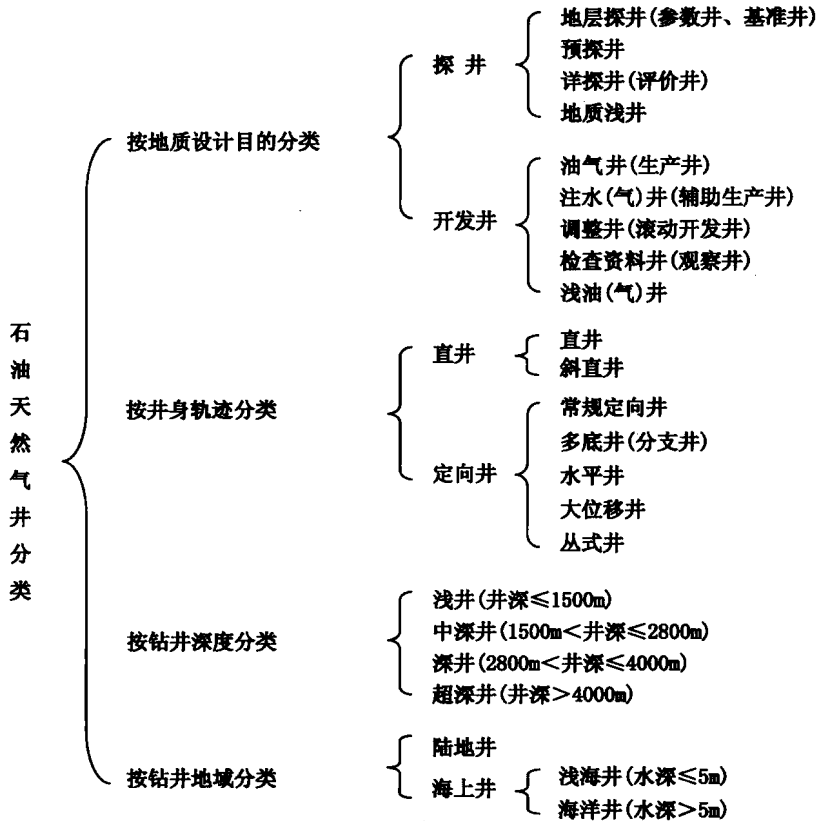 石油天然气井分类
按地质设计目的分类
探 井
地层探井(参数井、基准井)
预探井
详探井(评价井)
地质浅井
开发井
油气井(生产井)
注水(气)井(辅助生产井)
调整井(滚动开发井)
检查资料井(观察井)
浅油(气)井
按井身轨迹分类
直井
直井
斜直井
定向井
常规定向井
多底井(分支井)
水平井
大位移井
丛式井
按钻井深度分类
浅井(井深≤1500m)
中深井(1500m<井深≤2800m)
深井(2800m<井深≤4000m)
超深井(井深>4000m)
按钻井地域分类
陆地井
海上井
浅海井(水深≤5m)
海洋井(水深>5m)